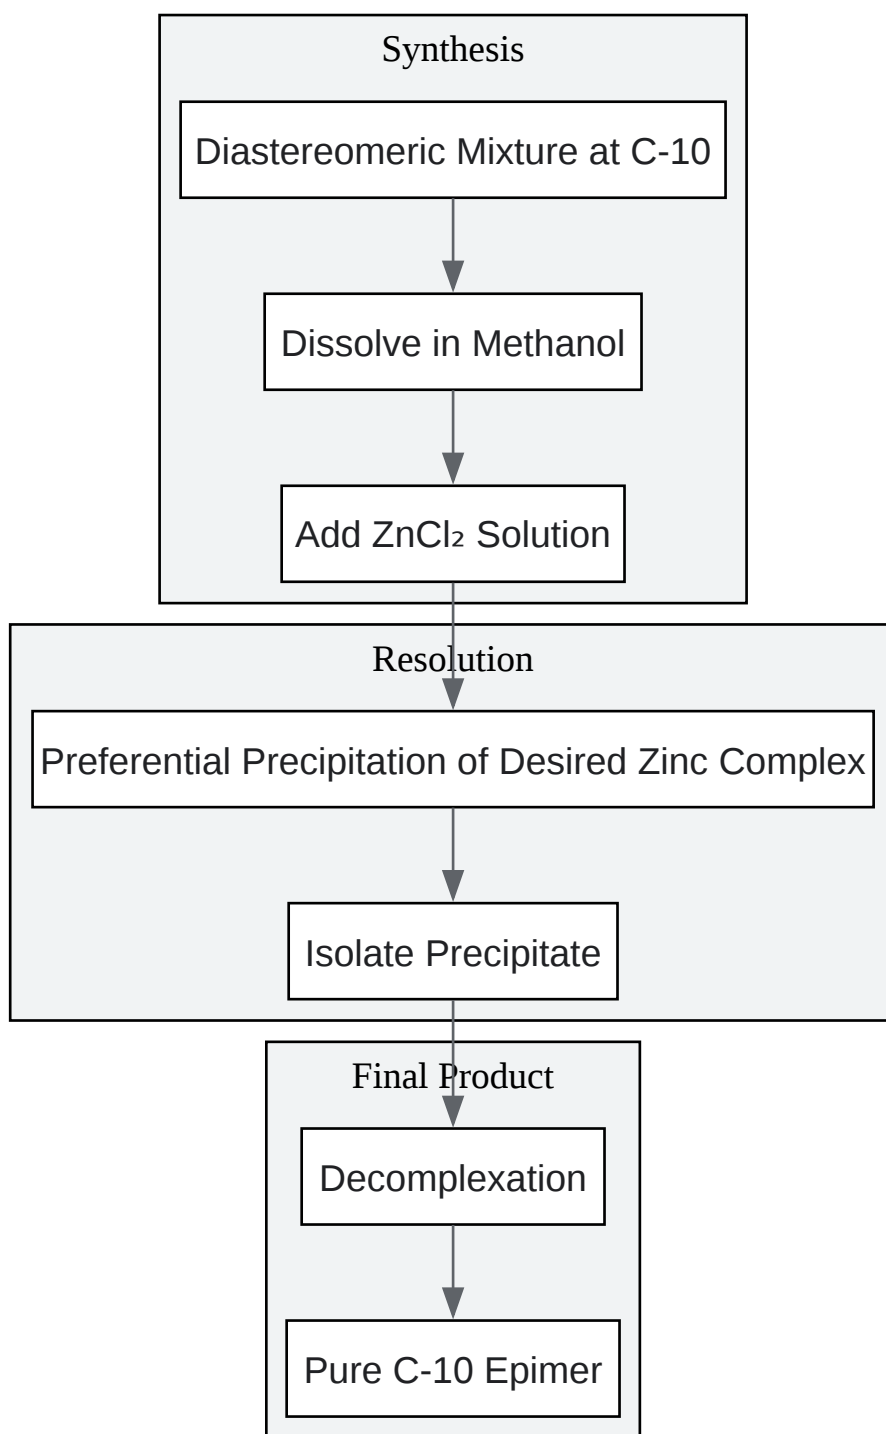 Synthesis
Diastereomeric Mixture at C-10
Dissolve in Methanol
Add ZnCl₂ Solution
Resolution
Preferential Precipitation of Desired Zinc Complex
Isolate Precipitate
Final Product
Decomplexation
Pure C-10 Epimer